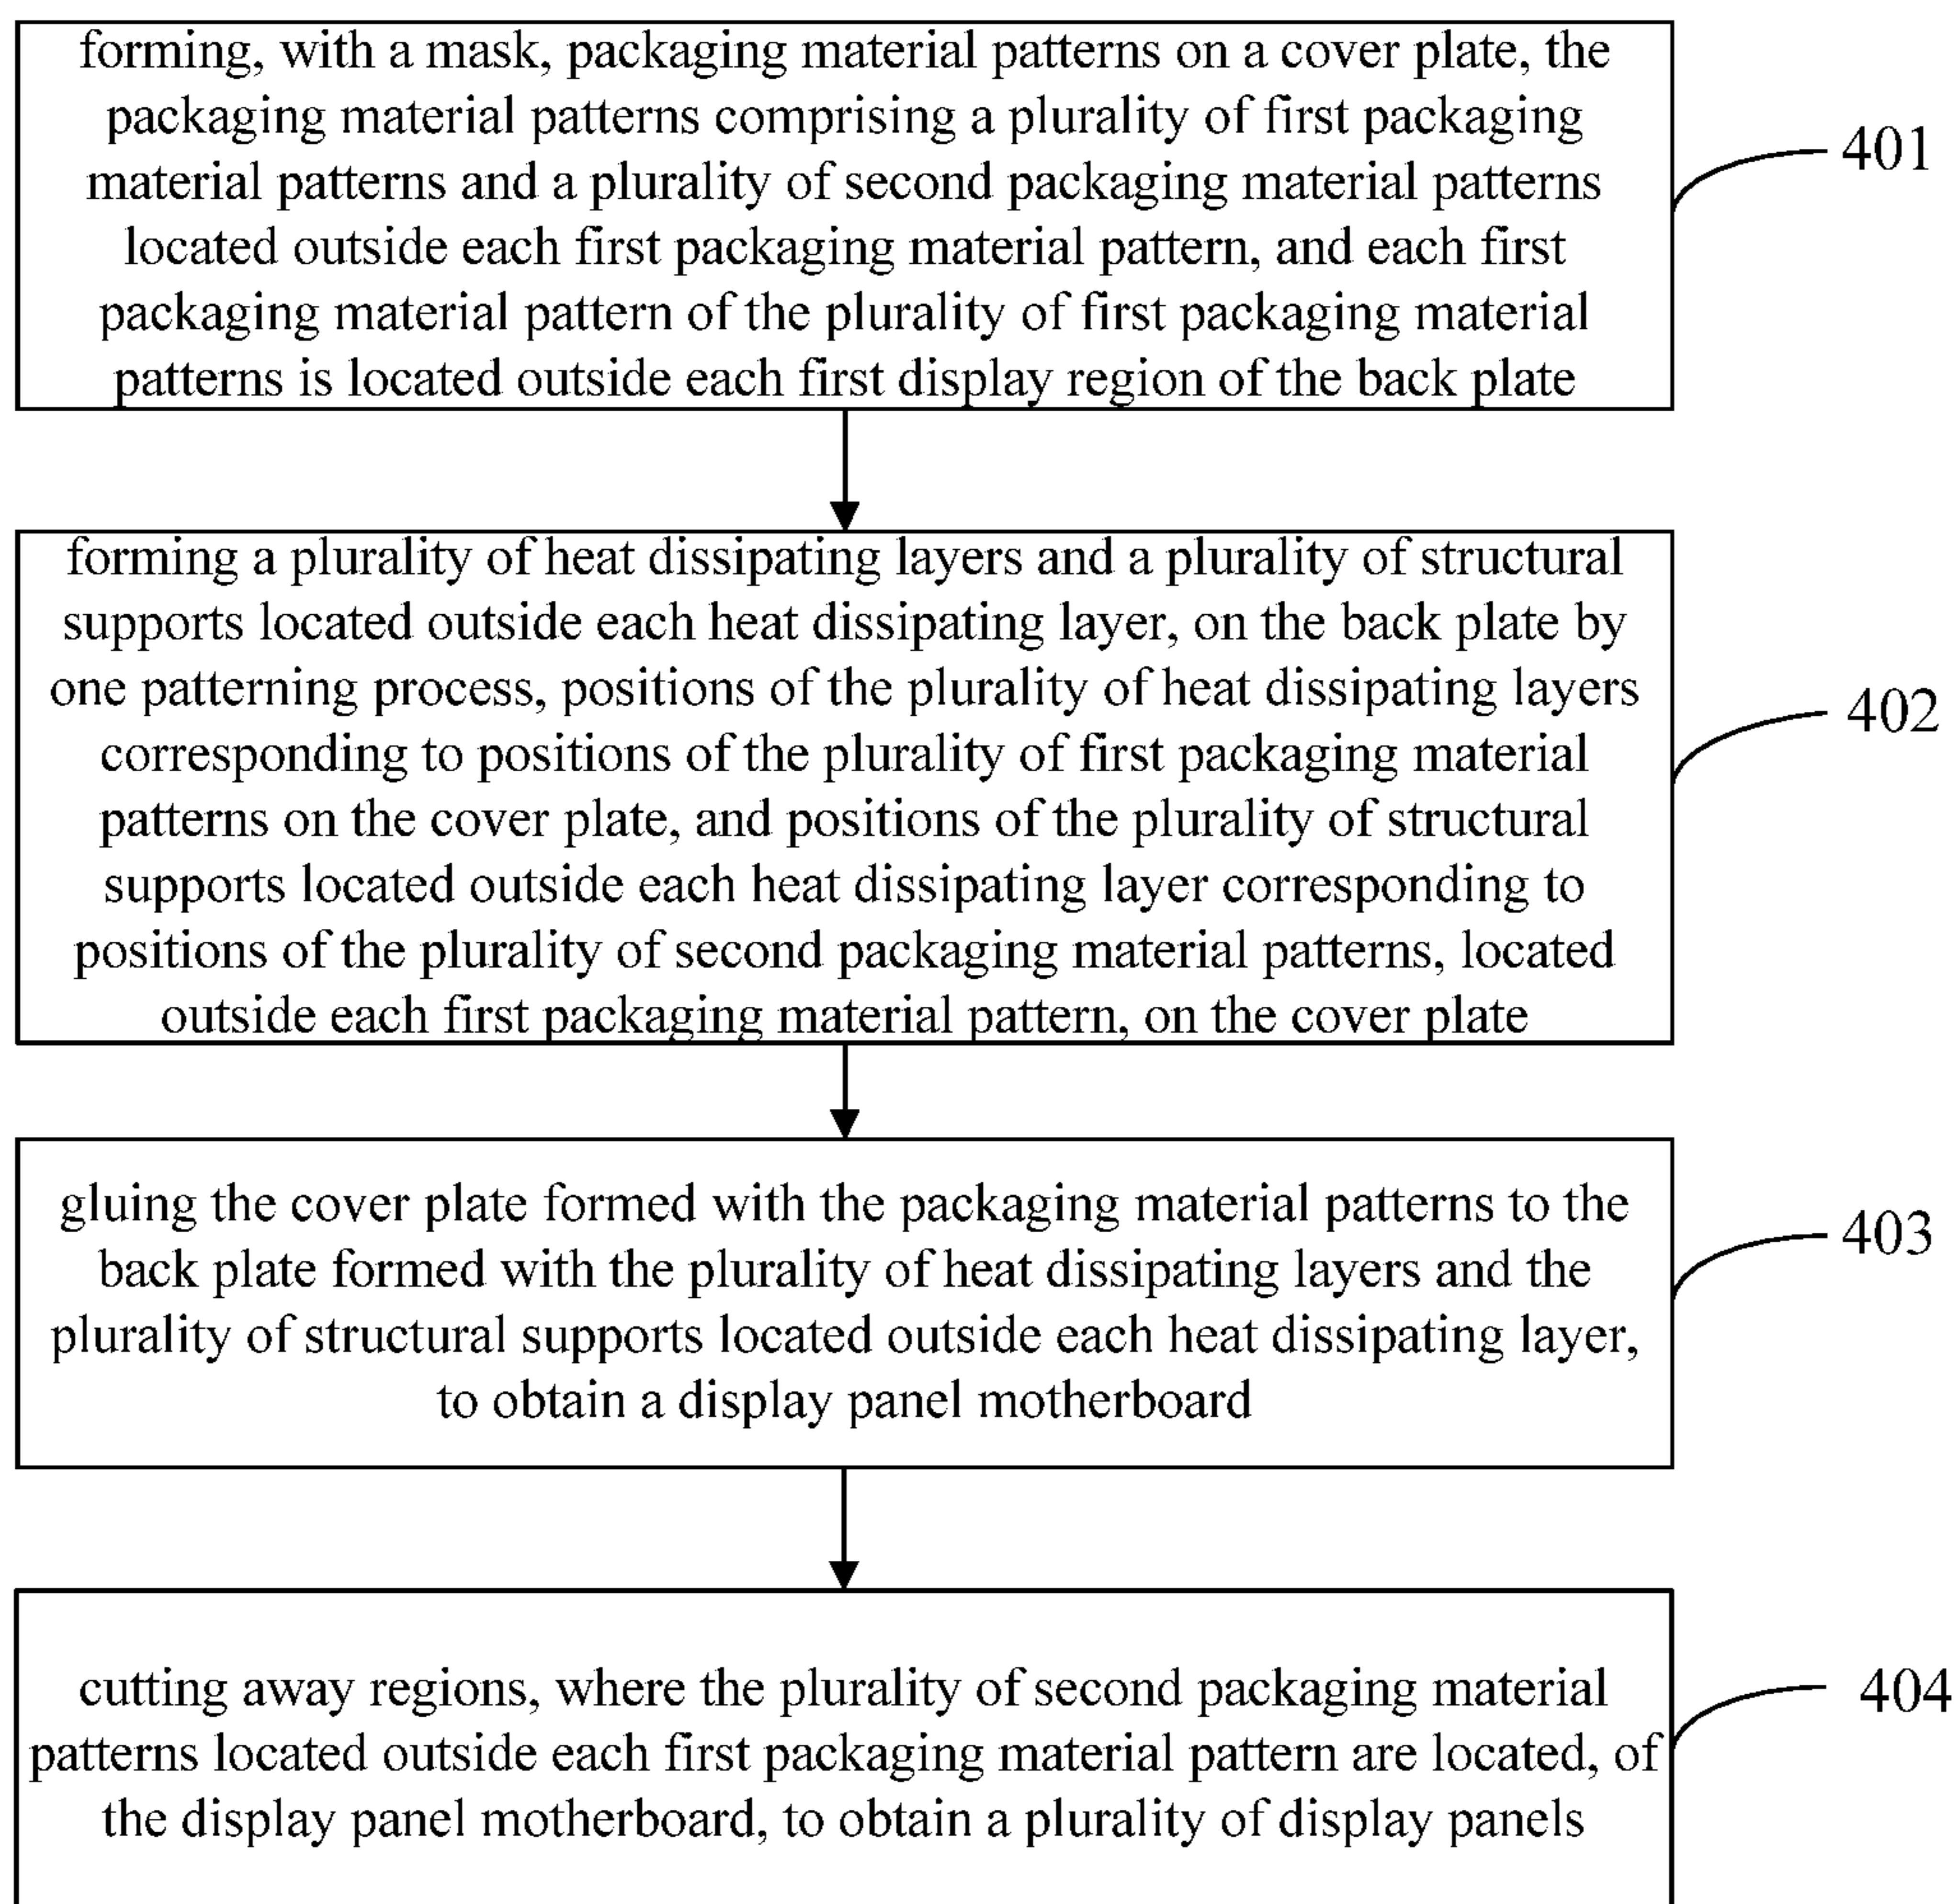 forming, with a mask, packaging material patterns on a cover plate, the
packaging material patterns comprising a plurality of first packaging
material patterns and a plurality of second packaging material patterns
located outside each first packaging material pattern, and each first
packaging material pattern of the plurality of first packaging material
patterns is located outside each first display region of the back plate
401
forming a plurality of heat dissipating layers and a plurality of structural
supports located outside each heat dissipating layer, on the back plate by
one patterning process, positions of the plurality of heat dissipating layers
corresponding to positions of the plurality of first packaging material
patterns on the cover plate, and positions of the plurality of structural
supports located outside each heat dissipating layer corresponding to
positions of the plurality of second packaging material patterns, located
outside each first packaging material pattern, on the cover plate
402
gluing the cover plate formed with the packaging material patterns to the
back plate formed with the plurality of heat dissipating layers and the
plurality of structural supports located outside each heat dissipating layer,
to obtain a display panel motherboard
403
cutting away regions, where the plurality of second packaging material
patterns located outside each first packaging material pattern are located, of
the display panel motherboard, to obtain a plurality of display panels
404